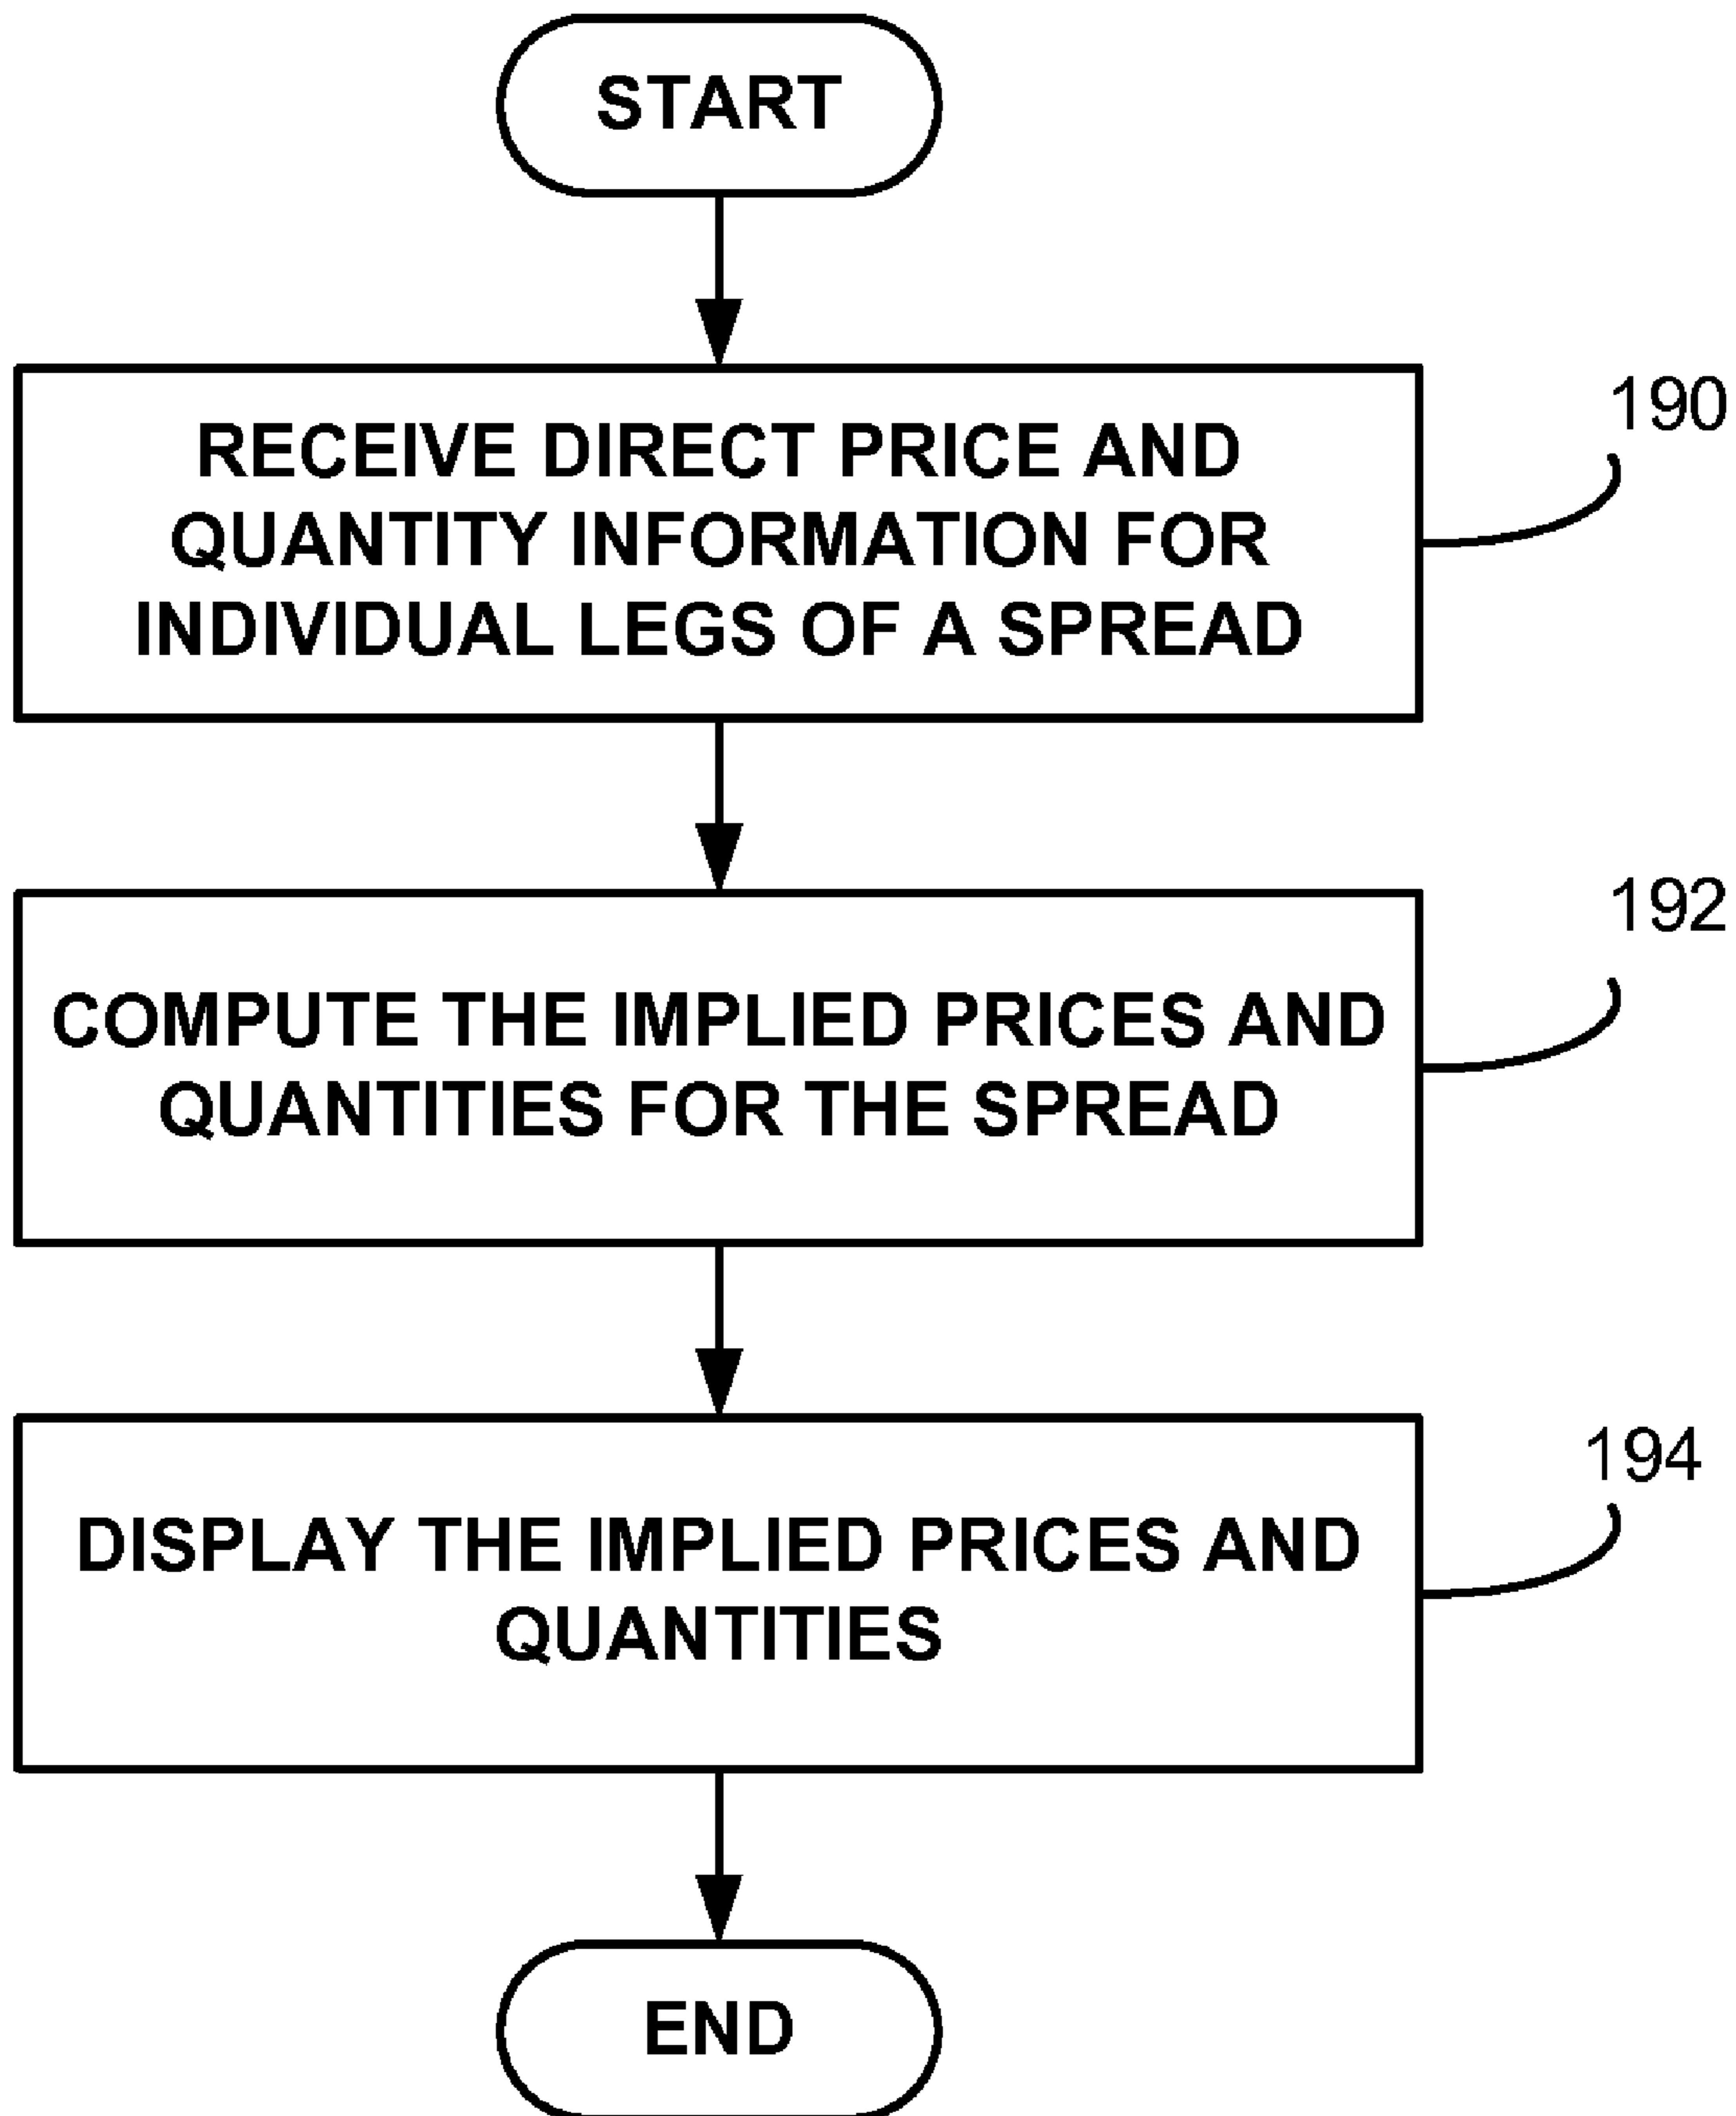 START
RECEIVE DIRECT PRICE AND
QUANTITY INFORMATION FOR
INDIVIDUAL LEGS OF A SPREAD
190
COMPUTE THE IMPLIED PRICES AND
QUANTITIES FOR THE SPREAD
192
DISPLAY THE IMPLIED PRICES AND
QUANTITIES
194
END